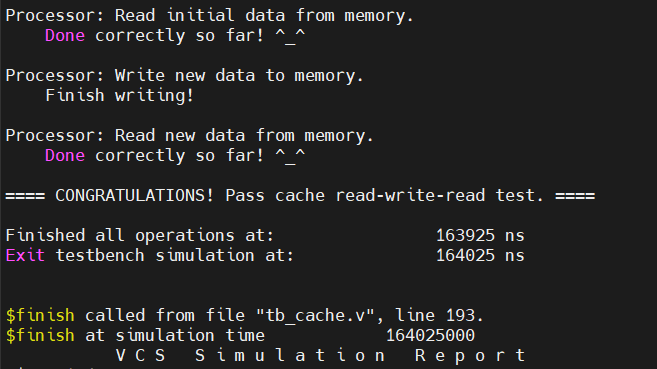 Processor: Read initial data from memory.
Done correctly so far! ^_^
Processor: Write new data to memory.
Finish writing!
Processor: Read new data from memory.
Done correctly so far! ^_^
==== CONGRATULATIONS! Pass cache read-write-read test. ====
Finished all operations at: 163925 ns
Exit testbench simulation at: 164025 ns
$finish called from file "tb_cache.v", line 193.
$finish at simulation time 164025000
V C S S i m u l a t i o n R e p o r t